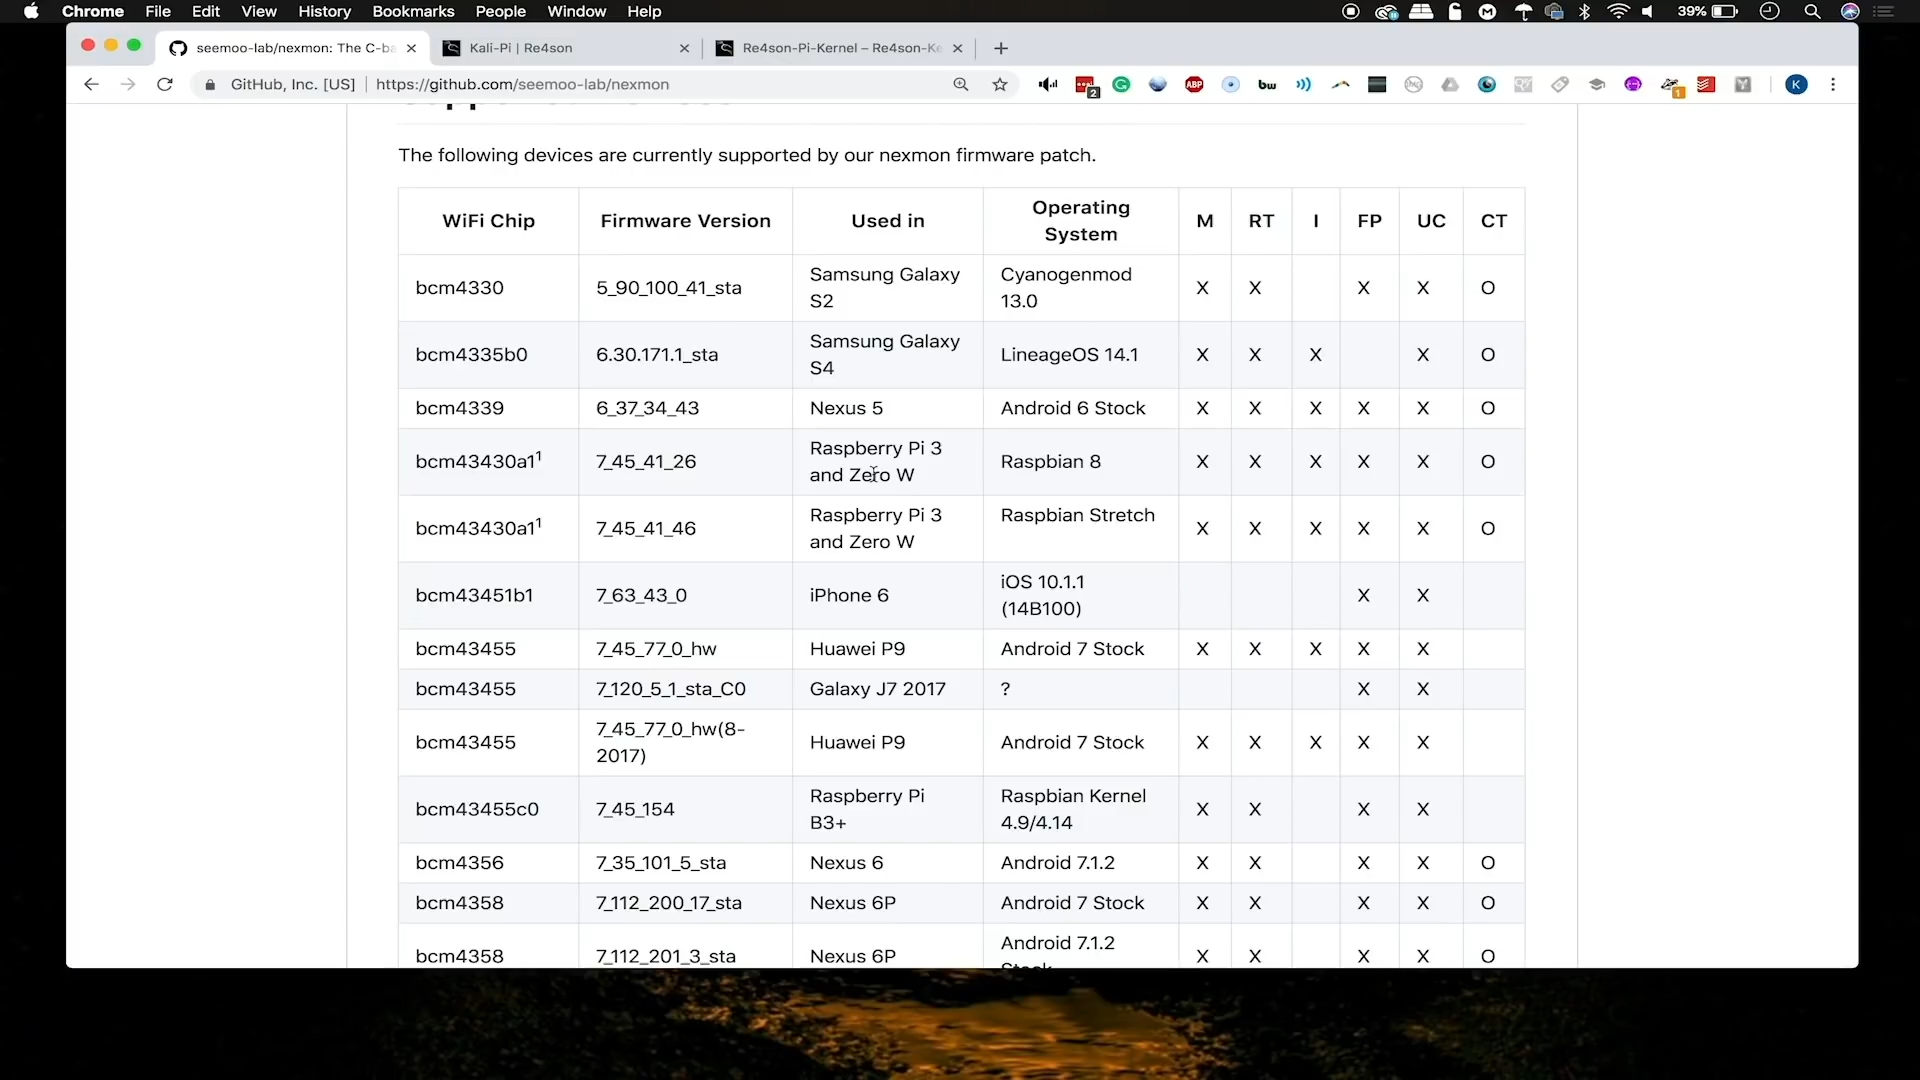 Chrome File Edit View History Bookmarks People Window Help 39%
seemoo-lab/nexmon: The C-ba Kali-Pi | Re4son Re4son-Pi-Kernel – Re4son-Ke
GitHub, Inc. [US] | https://github.com/seemoo-lab/nexmon 2 ABP bw 1 K
The following devices are currently supported by our nexmon firmware patch.
WiFi Chip Firmware Version Used in Operating System M RT I FP UC CT
bcm4330 5_90_100_41_sta Samsung Galaxy S2 Cyanogenmod 13.0 X X X X O
bcm4335b0 6.30.171.1_sta Samsung Galaxy S4 LineageOS 14.1 X X X X O
bcm4339 6_37_34_43 Nexus 5 Android 6 Stock X X X X X O
bcm43430a1¹ 7_45_41_26 Raspberry Pi 3 and Zero W Raspbian 8 X X X X X O
bcm43430a1¹ 7_45_41_46 Raspberry Pi 3 and Zero W Raspbian Stretch X X X X X O
bcm43451b1 7_63_43_0 iPhone 6 iOS 10.1.1 (14B100) X X
bcm43455 7_45_77_0_hw Huawei P9 Android 7 Stock X X X X X
bcm43455 7_120_5_1_sta_C0 Galaxy J7 2017 ? X X
bcm43455 7_45_77_0_hw(8-2017) Huawei P9 Android 7 Stock X X X X X
bcm43455c0 7_45_154 Raspberry Pi B3+ Raspbian Kernel 4.9/4.14 X X X X
bcm4356 7_35_101_5_sta Nexus 6 Android 7.1.2 X X X X O
bcm4358 7_112_200_17_sta Nexus 6P Android 7 Stock X X X X O
bcm4358 7_112_201_3_sta Nexus 6P Android 7.1.2 X X X X O